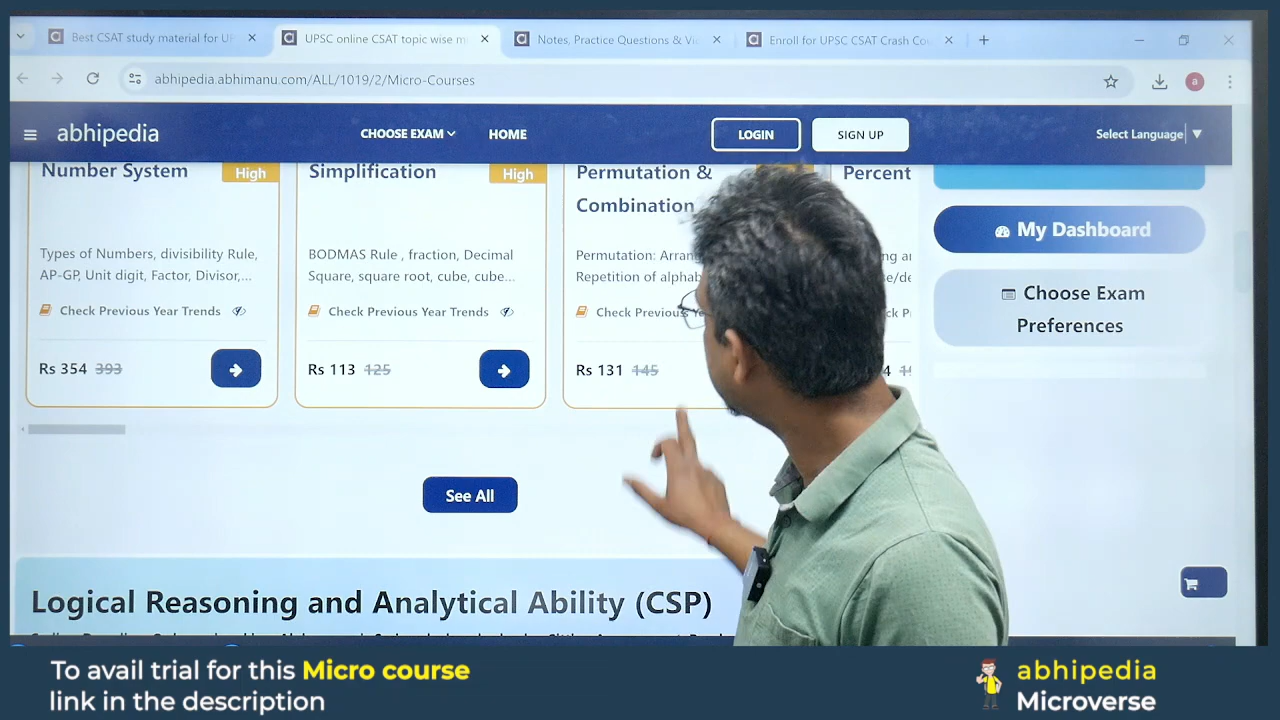 Best CSAT study material for UP
UPSC online CSAT topic wise m
Notes, Practice Questions & Vi
Enroll for UPSC CSAT Crash Cou
abhipedia.abhimanu.com/ALL/1019/2/Micro-Courses
a
abhipedia
CHOOSE EXAM
HOME
LOGIN
SIGN UP
Select Language
Number System
High
Simplification
High
Permutation &
Combination
Percent
My Dashboard
Types of Numbers, divisibility Rule,
AP-GP, Unit digit, Factor, Divisor,...
BODMAS Rule , fraction, Decimal
Square, square root, cube, cube...
Permutation: Arran
Repetition of alphab
Choose Exam
Preferences
Check Previous Year Trends
Check Previous Year Trends
Check Previous Ye
Rs 354 393
Rs 113 125
Rs 131 145
See All
Logical Reasoning and Analytical Ability (CSP)
To avail trial for this Micro course
link in the description
abhipedia
Microverse